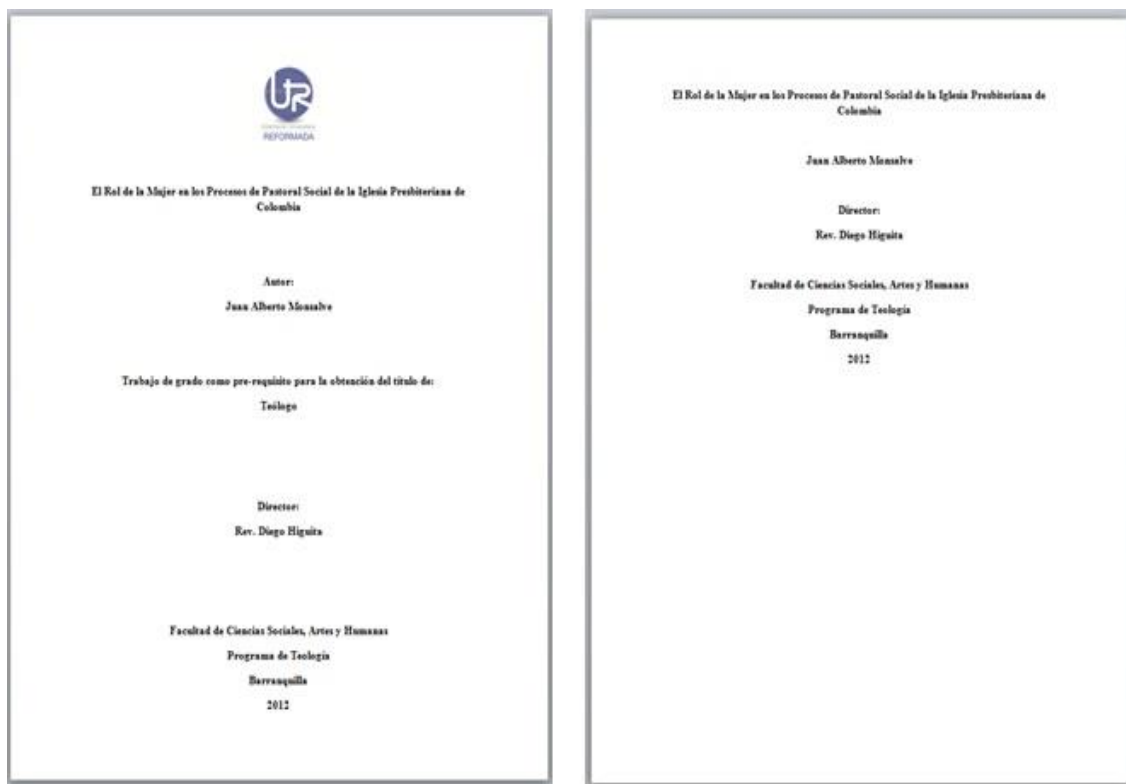 UR
REFORMADA
El Rol de la Mujer en los Procesos de Pastoral Social de la Iglesia Presbiteriana de
Colombia
Autor:
Juan Alberto Monsalve
Trabajo de grado como pre-requisito para la obtención del titulo de:
Teólogo
Director:
Rev. Diego Higuita
Facultad de Ciencias Sociales, Artes y Humanas
Programa de Teología
Barranquilla
2012
El Rol de la Mujer en los Procesos de Pastoral Social de la Iglesia Presbiteriana de
Colombia
Juan Alberto Monsalve
Director:
Rev. Diego Higuita
Facultad de Ciencias Sociales, Artes y Humanas
Programa de Teología
Barranquilla
2012